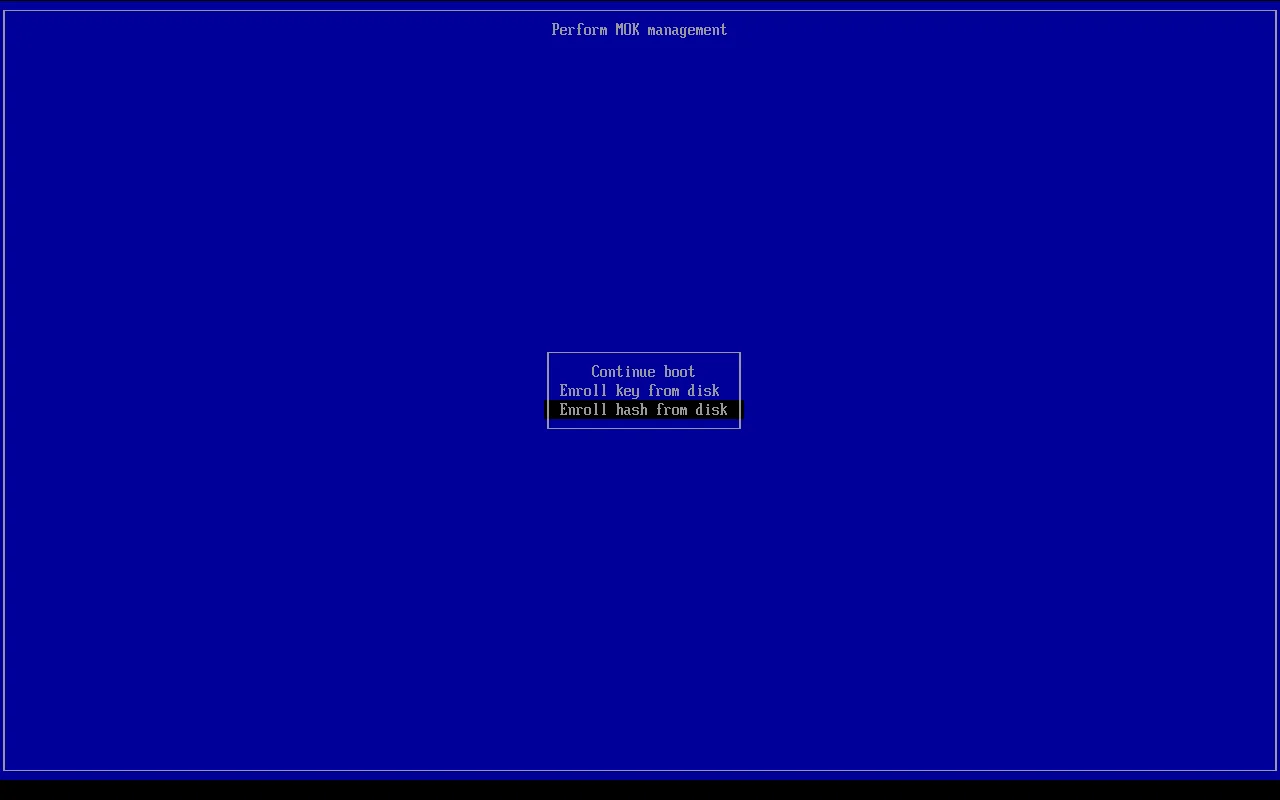 Perform MOK management
Continue boot
Enroll key from disk
Enroll hash from disk